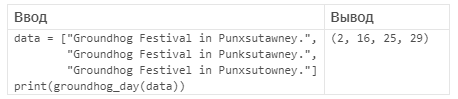 Ввод
Вывод
data = ["Groundhog Festival in Punxsutawney.",
"Groundhog Festival in Punksutawney.",
"Groundhog Festivel in Punxsutowney."]
print(groundhog_day(data))
(2, 16, 25, 29)